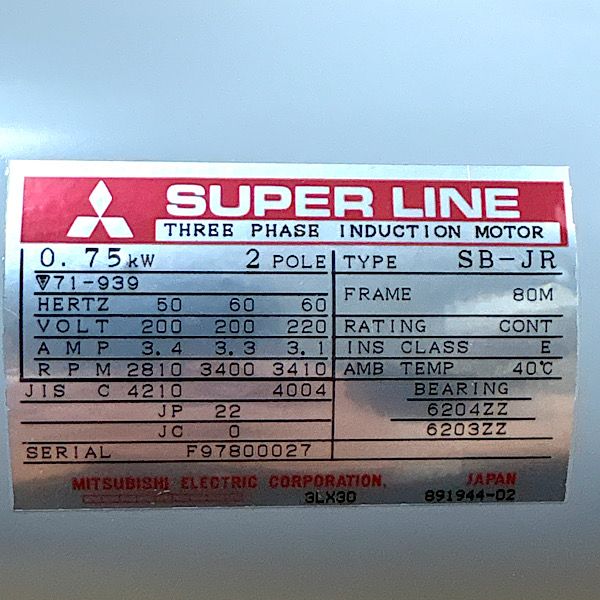 SUPER LINE
THREE PHASE INDUCTION MOTOR
0.75kW 2 POLE TYPE SB-JR
71-939
FRAME 80M
HERTZ 50 60 60
VOLT 200 200 220 RATING CONT
AMP 3.4 3.3 3.1 INS CLASS E
RPM 2810 3400 3410 AMB TEMP 40℃
JIS C 4210 4004 BEARING
JP 22 6204ZZ
JC 0 6203ZZ
SERIAL F97800027
MITSUBISHI ELECTRIC CORPORATION, JAPAN
3LX30 891944-02